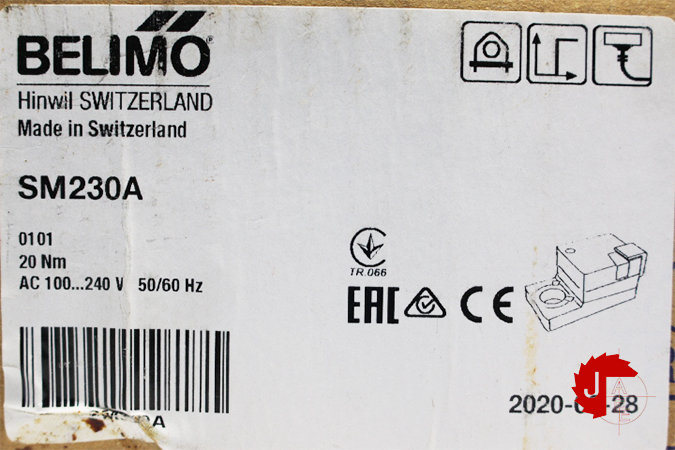 BELIMO
Hinwil SWITZERLAND
Made in Switzerland
SM230A
0101
20 Nm
AC 100...240 V 50/60 Hz
TR.066
EAC CE
J